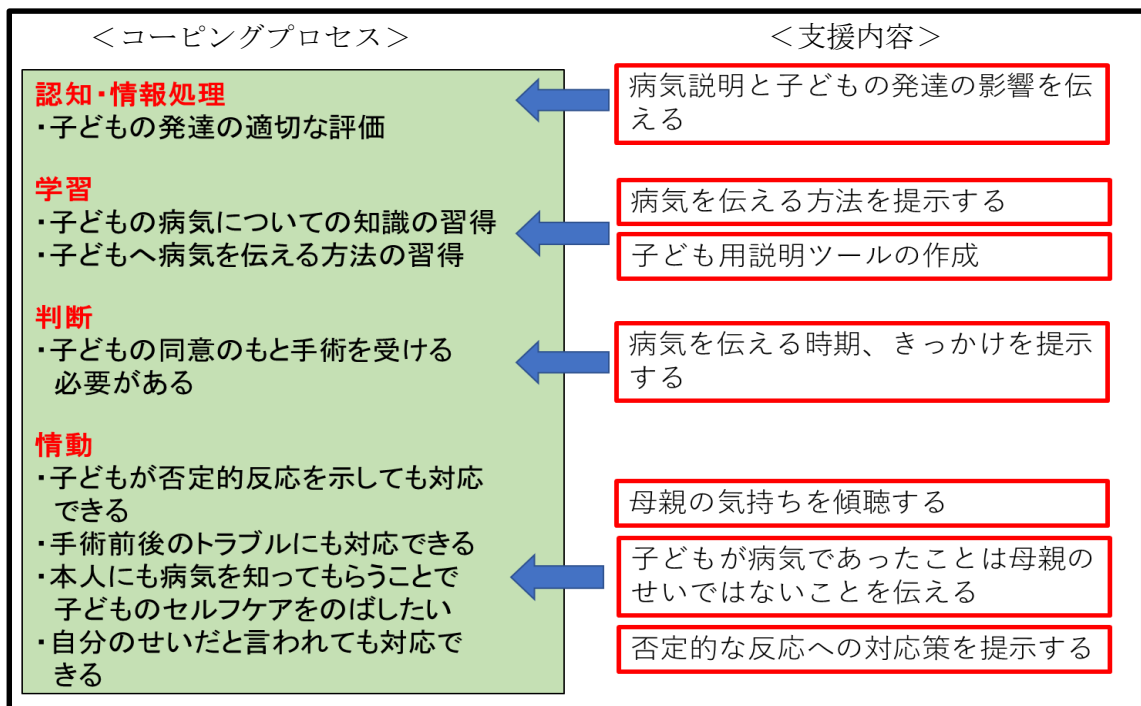 ＜コーピングプロセス＞
＜支援内容＞
認知・情報処理
・子どもの発達の適切な評価
学習
・子どもの病気についての知識の習得
・子どもへ病気を伝える方法の習得
判断
・子どもの同意のもと手術を受ける
必要がある
情動
・子どもが否定的反応を示しても対応
できる
・手術前後のトラブルにも対応できる
・本人にも病気を知ってもらうことで
子どものセルフケアをのばしたい
・自分のせいだと言われても対応で
きる
病気説明と子どもの発達の影響を伝
える
病気を伝える方法を提示する
子ども用説明ツールの作成
病気を伝える時期、きっかけを提示
する
母親の気持ちを傾聴する
子どもが病気であったことは母親の
せいではないことを伝える
否定的な反応への対応策を提示する